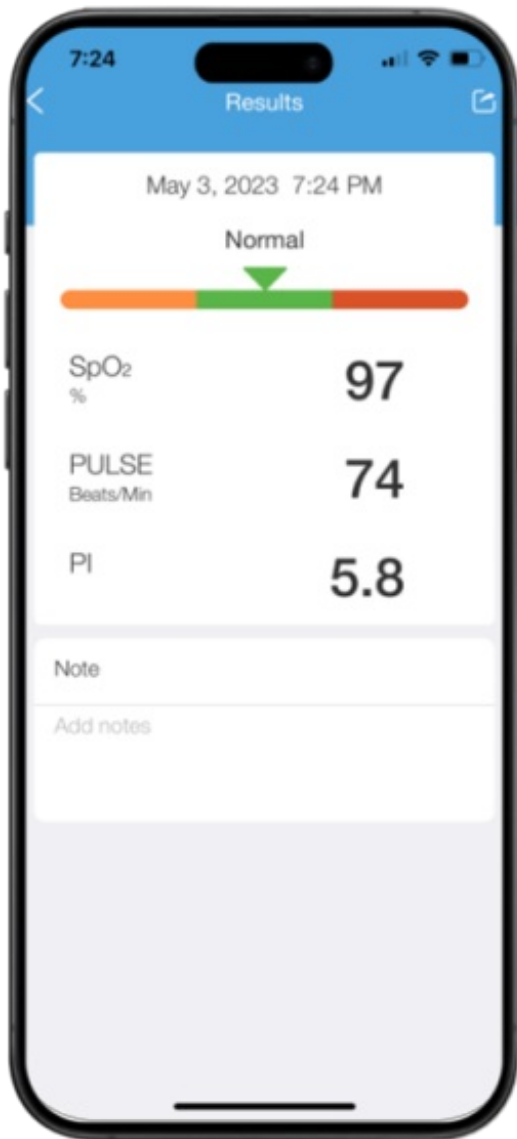 7:24
Results
May 3, 2023 7:24 PM
Normal
SpO₂
%
97
PULSE
Beats/Min
74
PI
5.8
Note
Add notes